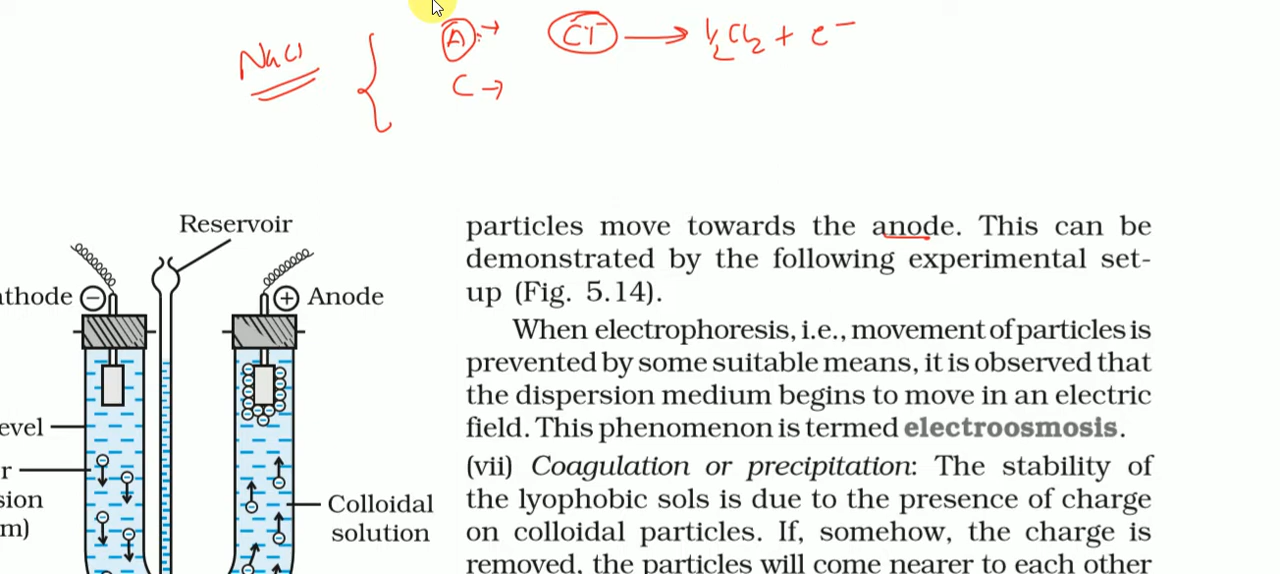 NaCl { A → Cl⁻ → ½Cl₂ + e⁻
C →
Reservoir
athode − + Anode
evel
r
sion
m)
Colloidal
solution
particles move towards the anode. This can be
demonstrated by the following experimental set-
up (Fig. 5.14).
When electrophoresis, i.e., movement of particles is
prevented by some suitable means, it is observed that
the dispersion medium begins to move in an electric
field. This phenomenon is termed electroosmosis.
(vii) Coagulation or precipitation: The stability of
the lyophobic sols is due to the presence of charge
on colloidal particles. If, somehow, the charge is
removed, the particles will come nearer to each other